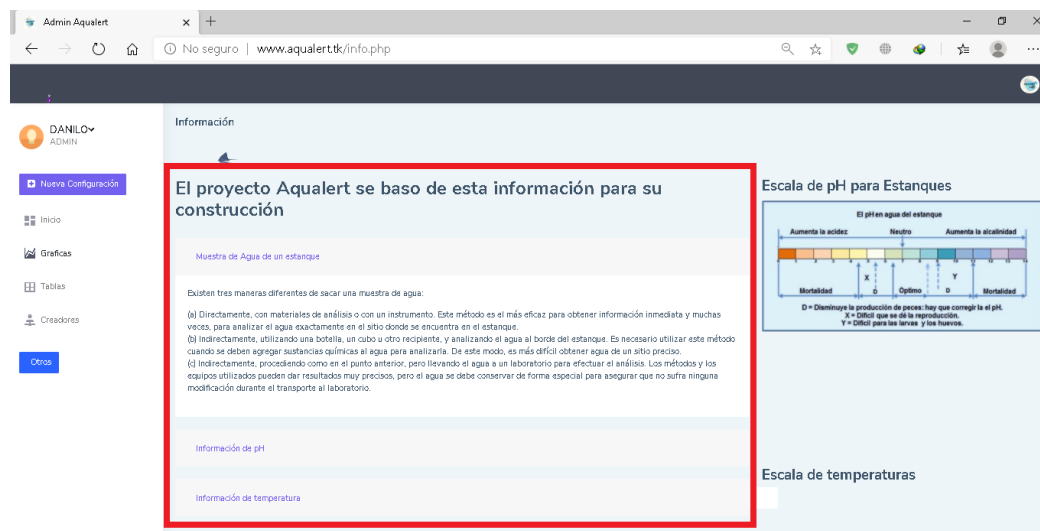 Admin Aqualert
No seguro | www.aqualert.tk/info.php
DANILO
ADMIN
Nueva Configuración
Inicio
Graficas
Tablas
Creadores
Otros
Información
El proyecto Aqualert se baso de esta información para su
construcción
Muestra de Agua de un estanque
Existen tres maneras diferentes de sacar una muestra de agua:
(a) Directamente, con materiales de análisis o con un instrumento. Este método es el más eficaz para obtener información inmediata y muchas
veces, para analizar el agua exactamente en el sitio donde se encuentra en el estanque.
(b) Indirectamente, utilizando una botella, un cubo u otro recipiente, y analizando el agua al borde del estanque. Es necesario utilizar este método
cuando se deben agregar sustancias químicas al agua para analizarla. De este modo, es más difícil obtener agua de un sitio preciso.
(c) Indirectamente, procediendo como en el punto anterior, pero llevando el agua a un laboratorio para efectuar el análisis. Los métodos y los
equipos utilizados pueden dar resultados muy precisos, pero el agua se debe conservar de forma especial para asegurar que no sufra ninguna
modificación durante el transporte al laboratorio.
Información de pH
Información de temperatura
Escala de pH para Estanques
El pH en agua del estanque
Aumenta la acidez Neutro Aumenta la alcalinidad
X Y
Mortalidad D Óptimo D Mortalidad
D = Disminuye la producción de peces: hay que corregir la el pH.
X = Difícil que se dé la reproducción.
Y = Difícil para las larvas y los huevos.
Escala de temperaturas